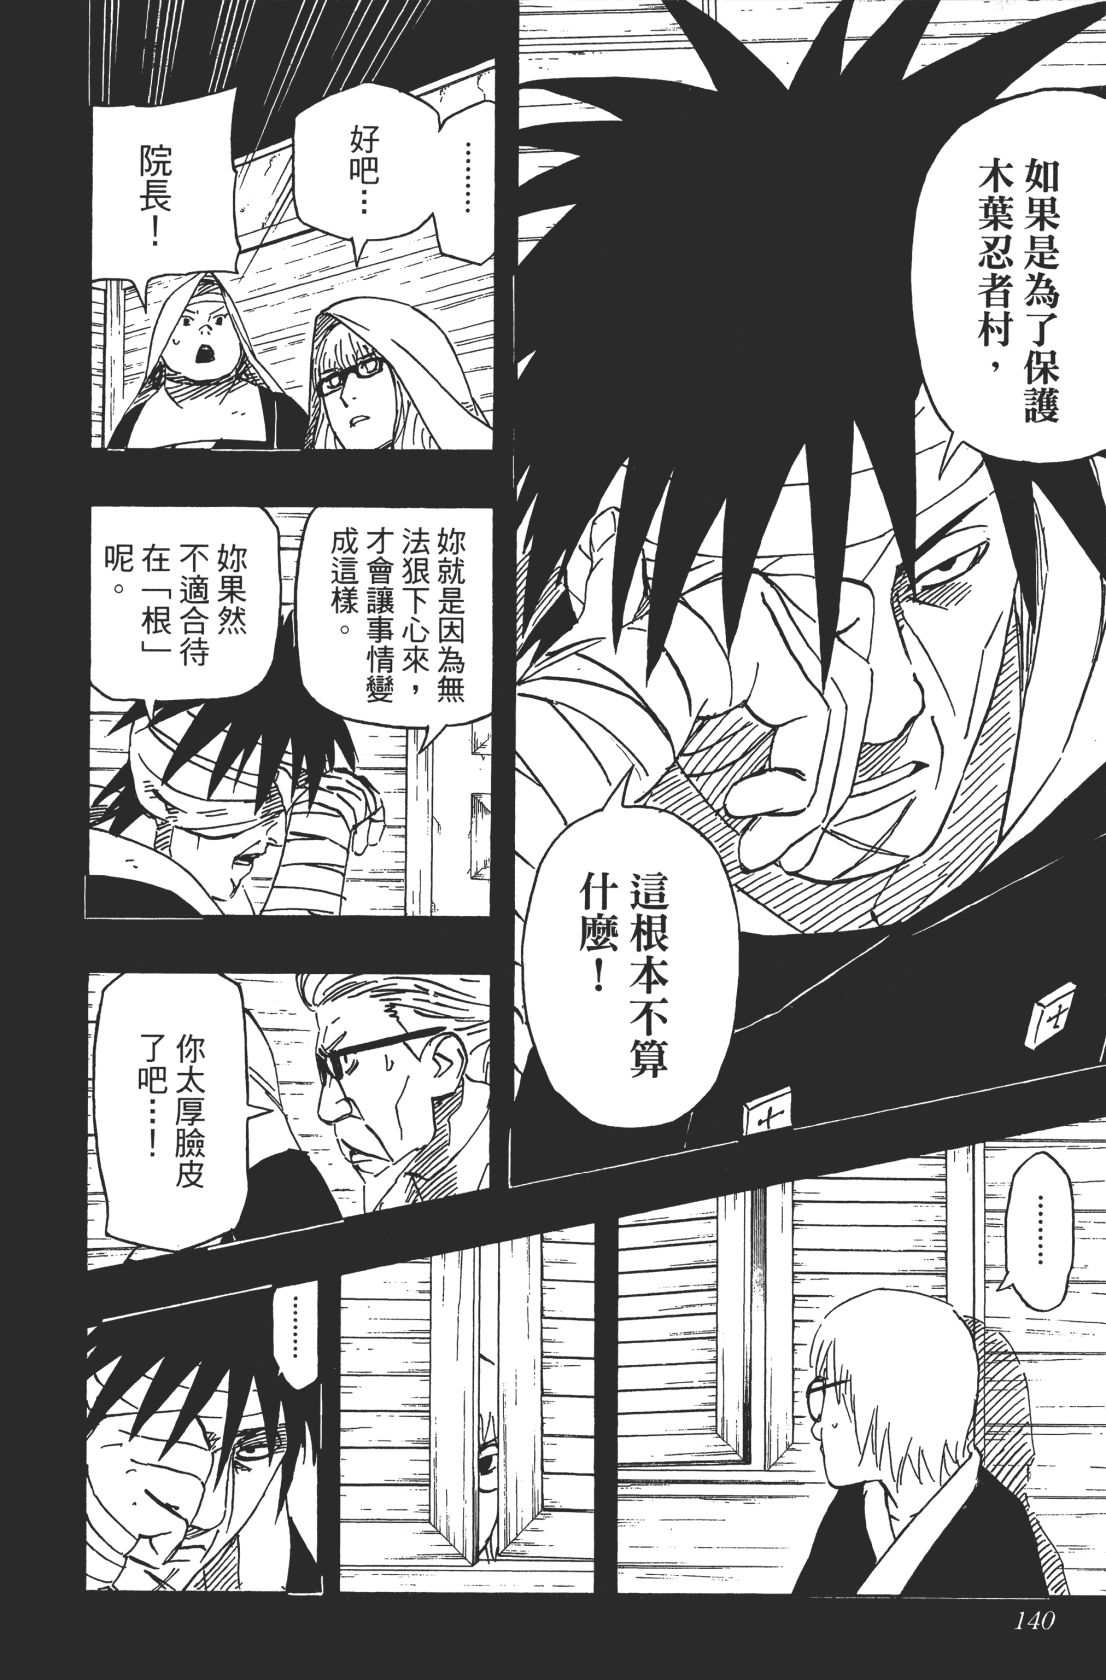 如果是為了保護
木葉忍者村，
這根本不算
什麼！
………
好吧…
院長！
妳就是因為無
法狠下心來，
才會讓事情變
成這樣。
妳果然
不適合待
在「根」
呢。
你太厚臉皮
了吧…！
………
………
140